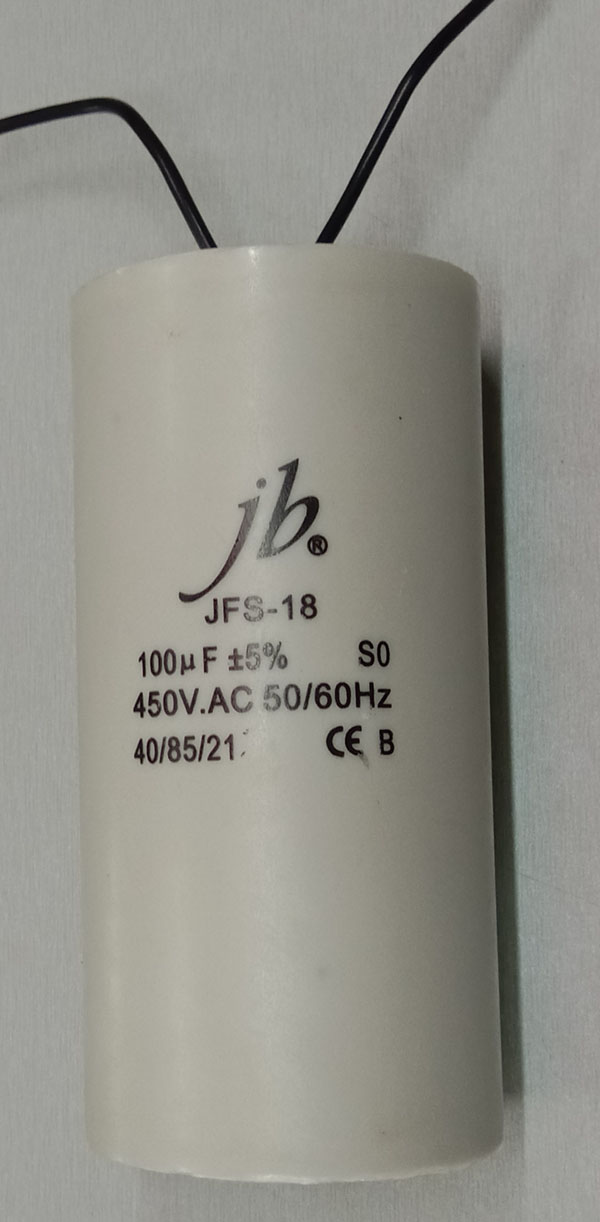 jb®
JFS-18
100μF ±5% S0
450V.AC 50/60Hz
40/85/21 CE B